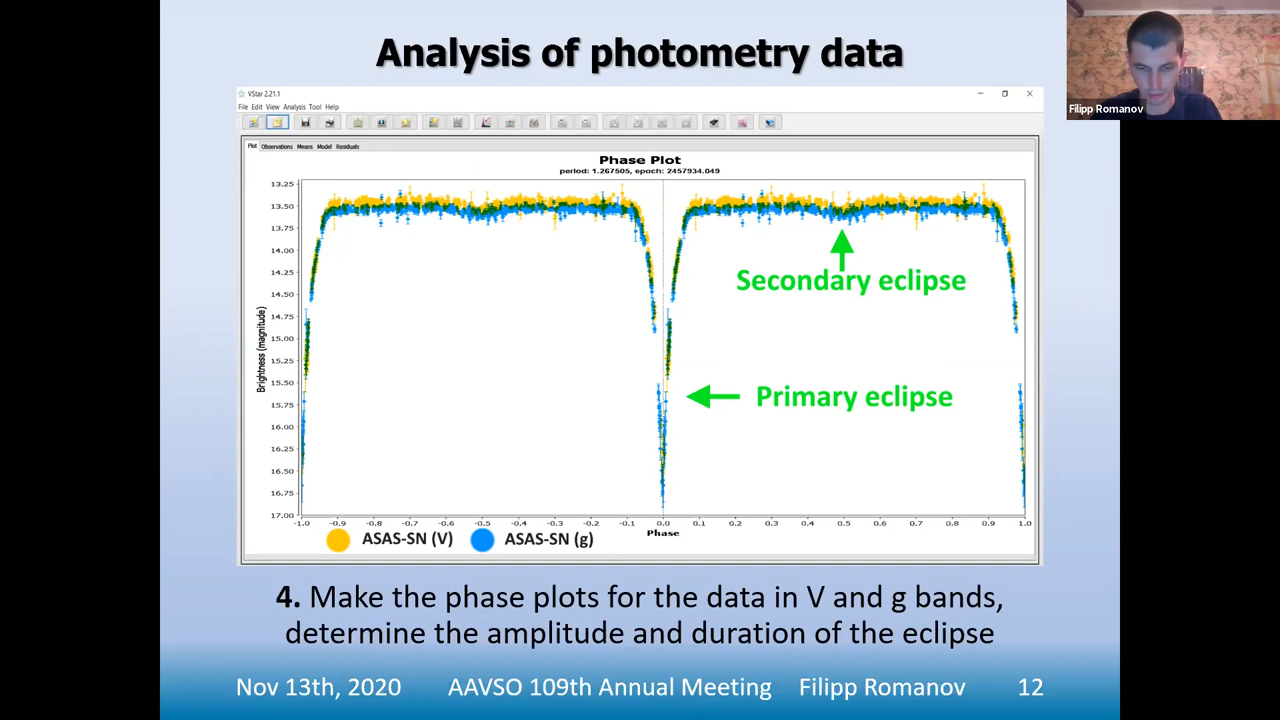 Analysis of photometry data
Filipp Romanov
VStar 2.21.1
File Edit View Analysis Tool Help
Plot Observations Means Model Residuals
Phase Plot
period: 1.267505, epoch: 2457934.049
Brightness (magnitude)
13.25
13.50
13.75
14.00
14.25
14.50
14.75
15.00
15.25
15.50
15.75
16.00
16.25
16.50
16.75
17.00
Secondary eclipse
Primary eclipse
-1.0 -0.9 -0.8 -0.7 -0.6 -0.5 -0.4 -0.3 -0.2 -0.1 0.0 0.1 0.2 0.3 0.4 0.5 0.6 0.7 0.8 0.9 1.0
Phase
ASAS-SN (V) ASAS-SN (g)
4. Make the phase plots for the data in V and g bands,
determine the amplitude and duration of the eclipse
Nov 13th, 2020 AAVSO 109th Annual Meeting Filipp Romanov 12